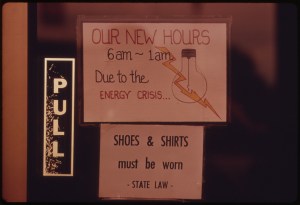 OUR NEW HOURS
6am ~ 1am
Due to the
ENERGY CRISIS...
PULL
SHOES & SHIRTS
must be worn
- STATE LAW -